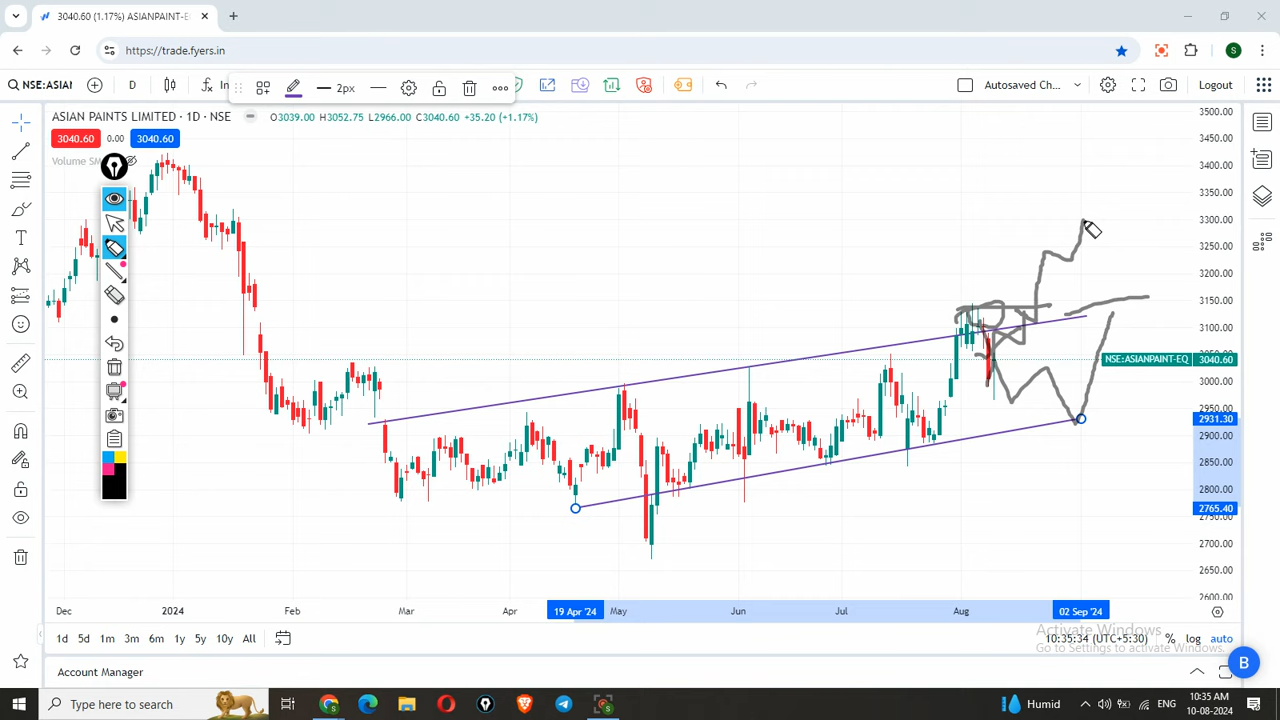 3040.60 (1.17%) ASIANPAINT-E
https://trade.fyers.in
S
NSE:ASIAN
D
In
2px
Autosaved Ch...
Logout
ASIAN PAINTS LIMITED · 1D · NSE
O3039.00 H3052.75 L2966.00 C3040.60 +35.20 (+1.17%)
3040.60 0.00 3040.60
Volume SM
3500.00
3450.00
3400.00
3350.00
3300.00
3250.00
3200.00
3150.00
3100.00
NSE:ASIANPAINT-EQ 3040.60
3000.00
2950.00
2931.30
2900.00
2850.00
2800.00
2765.40
2750.00
2700.00
2650.00
2600.00
Dec 2024 Feb Mar Apr 19 Apr '24 May Jun Jul Aug 02 Sep '24
Activate Windows
Go to Settings to activate Windows.
1d 5d 1m 3m 6m 1y 5y 10y All
10:35:34 (UTC+5:30) % log auto
Account Manager
B
Type here to search
Humid
ENG
10:35 AM
10-08-2024